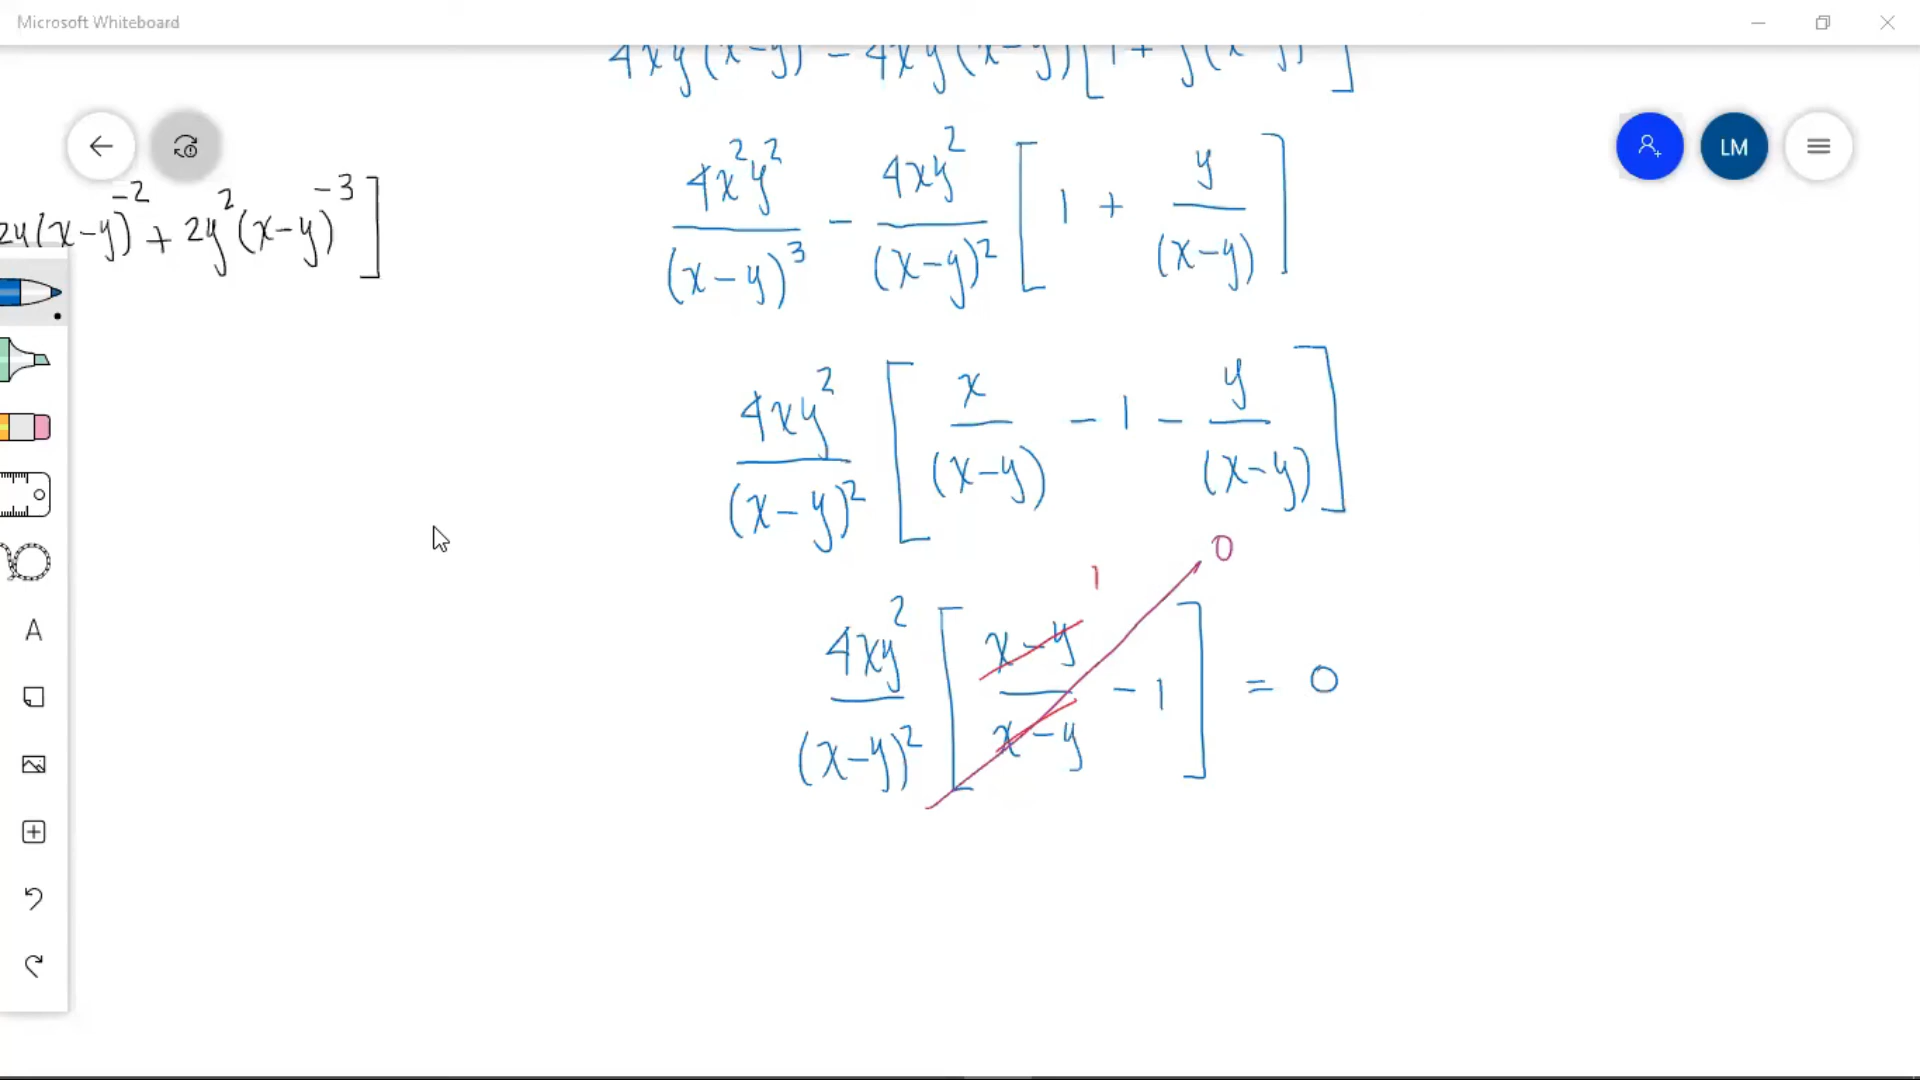 Microsoft Whiteboard
LM
2y(x-y)^-2 + 2y^2(x-y)^-3]
4x^2y^2/(x-y)^3 - 4xy^2/(x-y)^2 [1 + y/(x-y)]
4xy^2/(x-y)^2 [x/(x-y) - 1 - y/(x-y)]
0
1
4xy^2/(x-y)^2 [x-y/x-y - 1] = 0
A